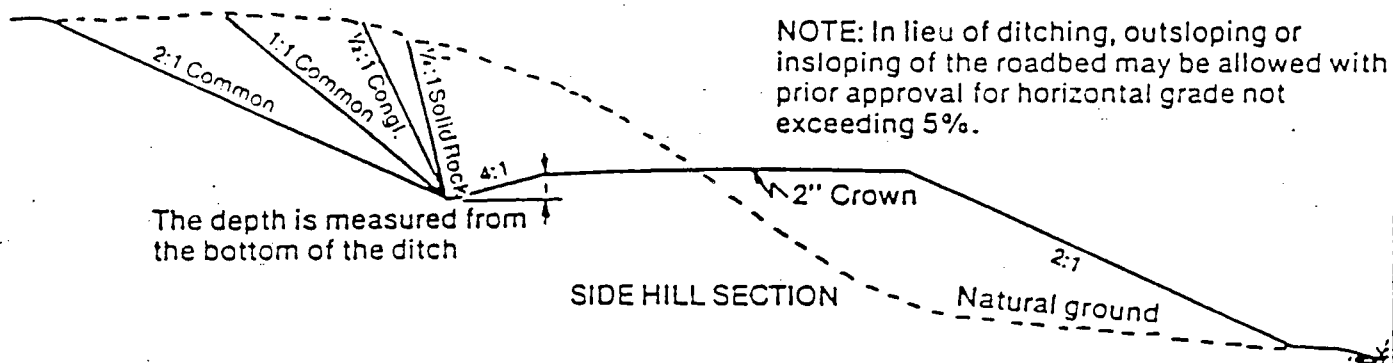 NOTE: In lieu of ditching, outsloping or
insloping of the roadbed may be allowed with
prior approval for horizontal grade not
exceeding 5%.
2:1 Common
1:1 Common
½:1 Congl.
¼:1 Solid Rock
4:1
2" Crown
The depth is measured from
the bottom of the ditch
2:1
SIDE HILL SECTION
Natural ground